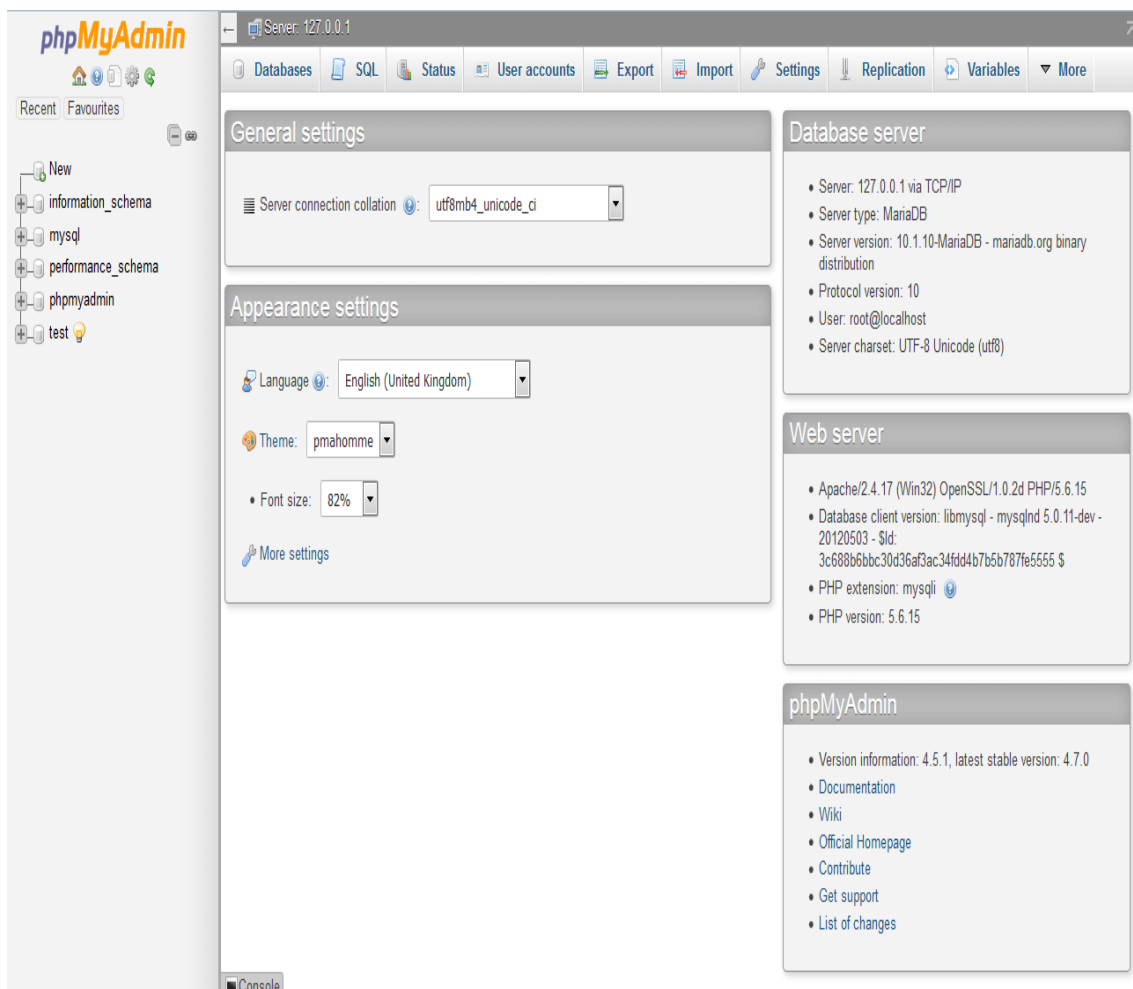 phpMyAdmin
Recent Favourites
New
information_schema
mysql
performance_schema
phpmyadmin
test
Server: 127.0.0.1
Databases SQL Status User accounts Export Import Settings Replication Variables More
General settings
Server connection collation : utf8mb4_unicode_ci
Appearance settings
Language : English (United Kingdom)
Theme: pmahomme
Font size: 82%
More settings
Database server
Server: 127.0.0.1 via TCP/IP
Server type: MariaDB
Server version: 10.1.10-MariaDB - mariadb.org binary
distribution
Protocol version: 10
User: root@localhost
Server charset: UTF-8 Unicode (utf8)
Web server
Apache/2.4.17 (Win32) OpenSSL/1.0.2d PHP/5.6.15
Database client version: libmysql - mysqlnd 5.0.11-dev -
20120503 - $Id:
3c688b6bbc30d36af3ac34fdd4b7b5b787fe5555 $
PHP extension: mysqli
PHP version: 5.6.15
phpMyAdmin
Version information: 4.5.1, latest stable version: 4.7.0
Documentation
Wiki
Official Homepage
Contribute
Get support
List of changes
Console